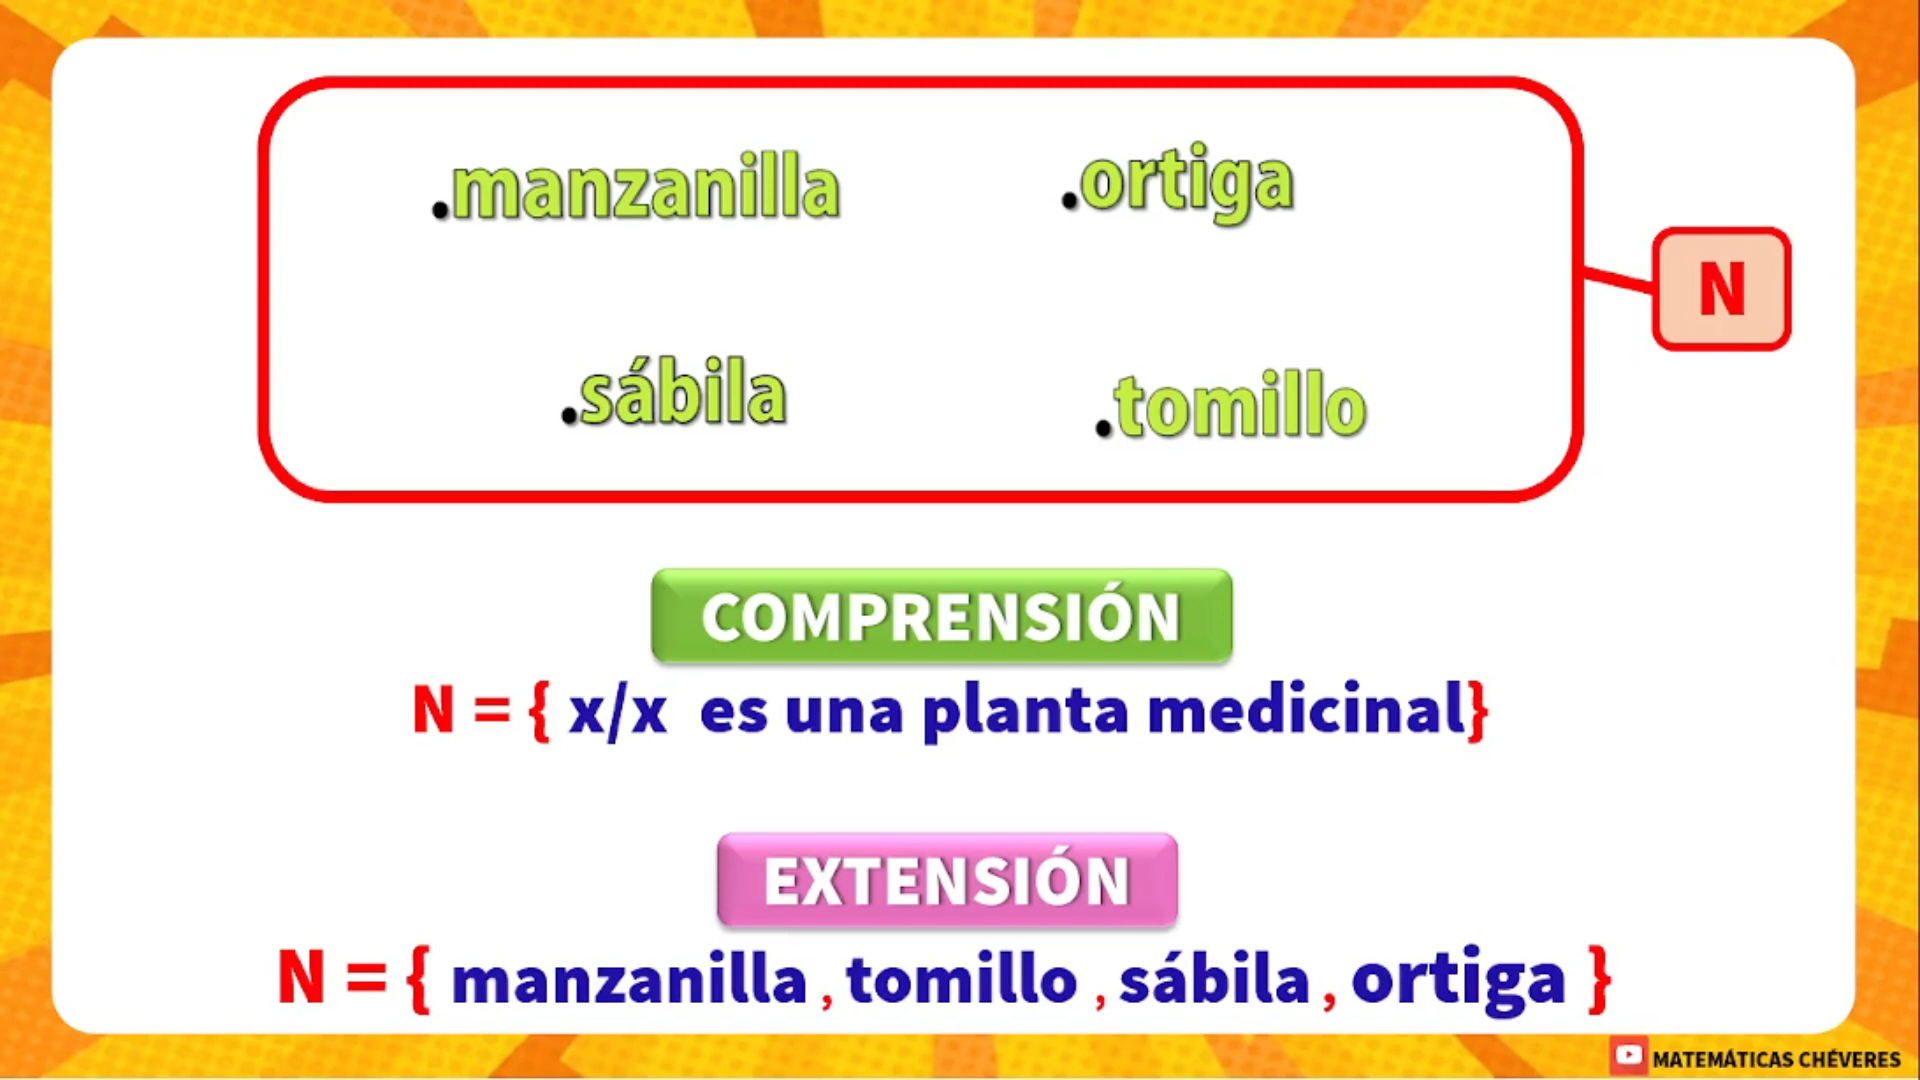 .manzanilla .ortiga
N
.sábila .tomillo
COMPRENSIÓN
N = { x/x es una planta medicinal}
EXTENSIÓN
N = { manzanilla , tomillo , sábila , ortiga }
MATEMÁTICAS CHÉVERES